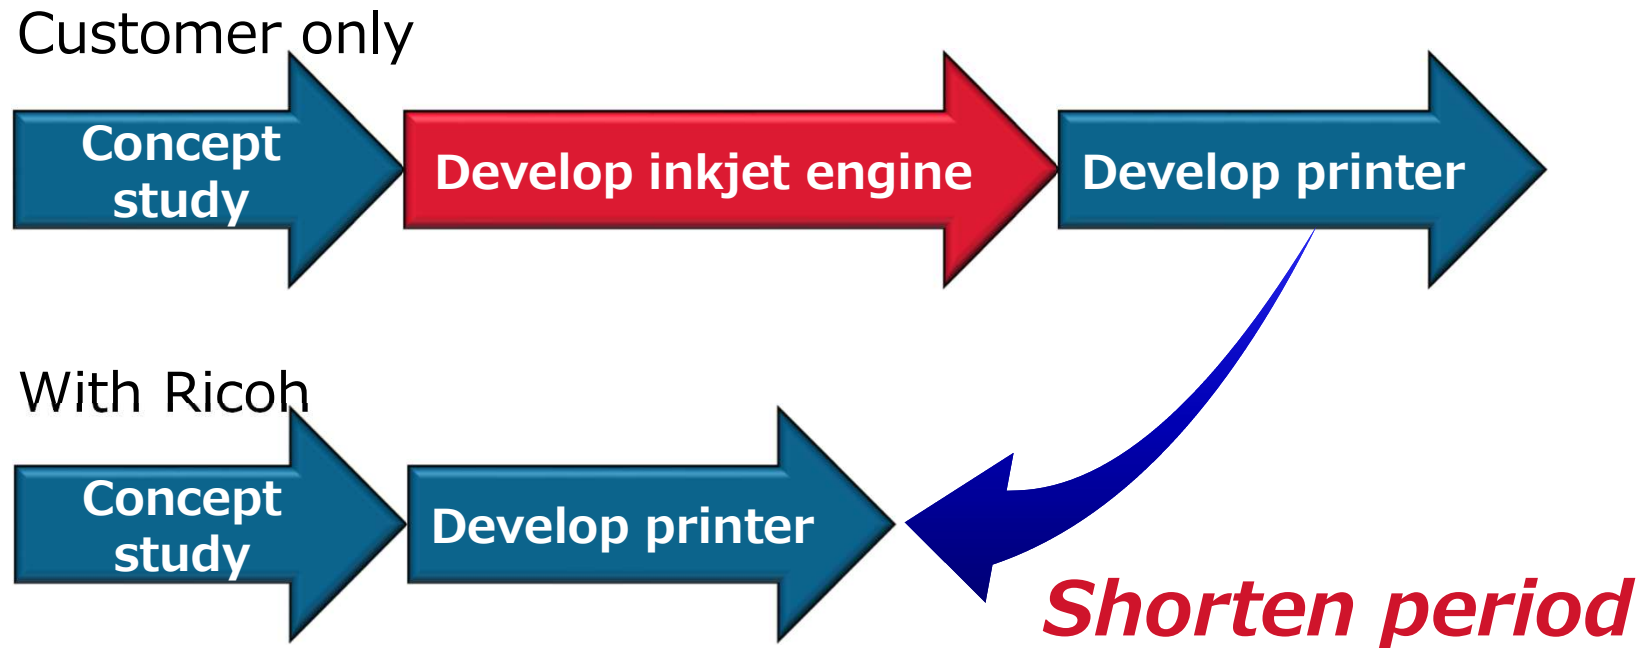 Customer only
Concept
study
Develop inkjet engine
Develop printer
With Ricoh
Concept
study
Develop printer
Shorten period